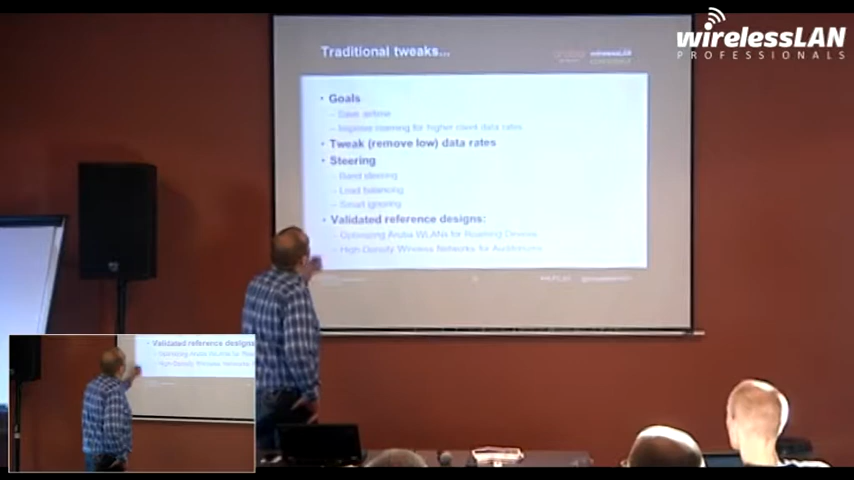 wirelessLAN
PROFESSIONALS
Traditional tweaks...
wirelessLAN
• Goals
– Save airtime
– Improve roaming for higher client data rates
• Tweak (remove low) data rates
• Steering
– Band steering
– Load balancing
– Smart ignoring
• Validated reference designs:
– Optimizing Aruba WLANs for Roaming Devices
– High-Density Wireless Networks for Auditoriums
Validated reference designs